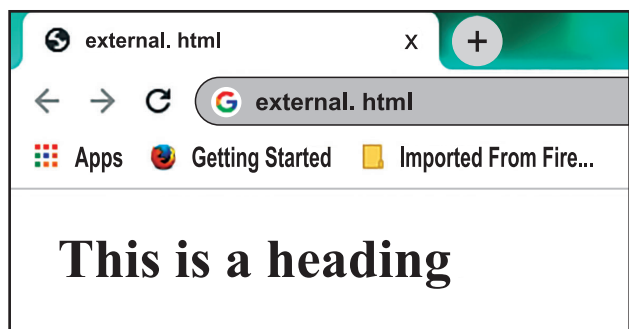 external. html x +
G external. html
Apps Getting Started Imported From Fire...
This is a heading